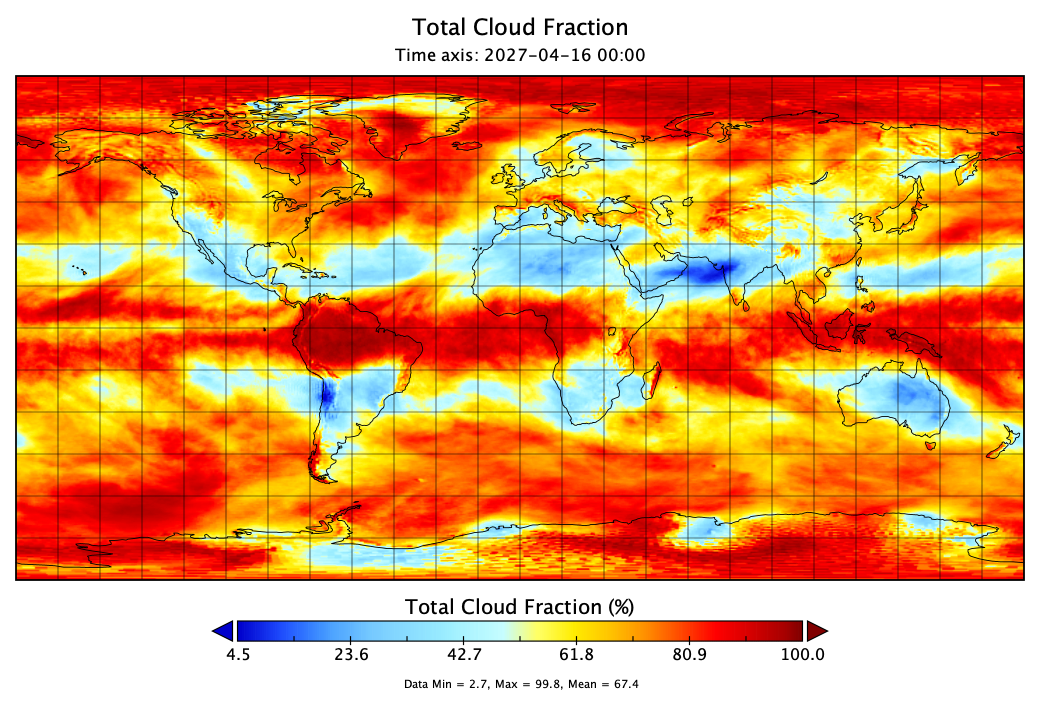 Total Cloud Fraction
Time axis: 2027-04-16 00:00
Total Cloud Fraction (%)
4.5 23.6 42.7 61.8 80.9 100.0
Data Min = 2.7, Max = 99.8, Mean = 67.4